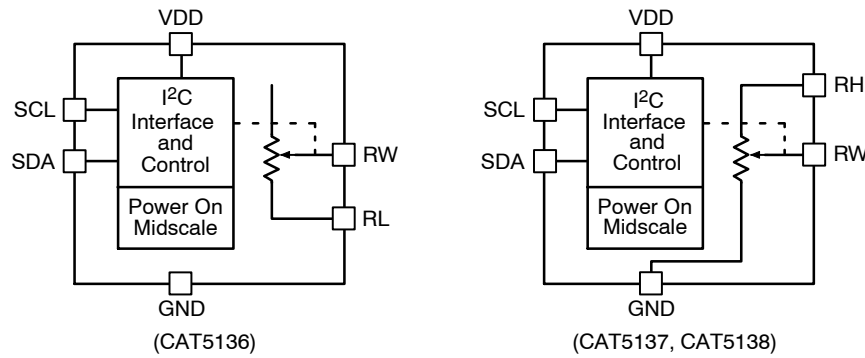 VDD
SCL
SDA
I²C
Interface
and
Control
Power On
Midscale
RW
RL
GND
(CAT5136)
VDD
SCL
SDA
I²C
Interface
and
Control
Power On
Midscale
RH
RW
GND
(CAT5137, CAT5138)